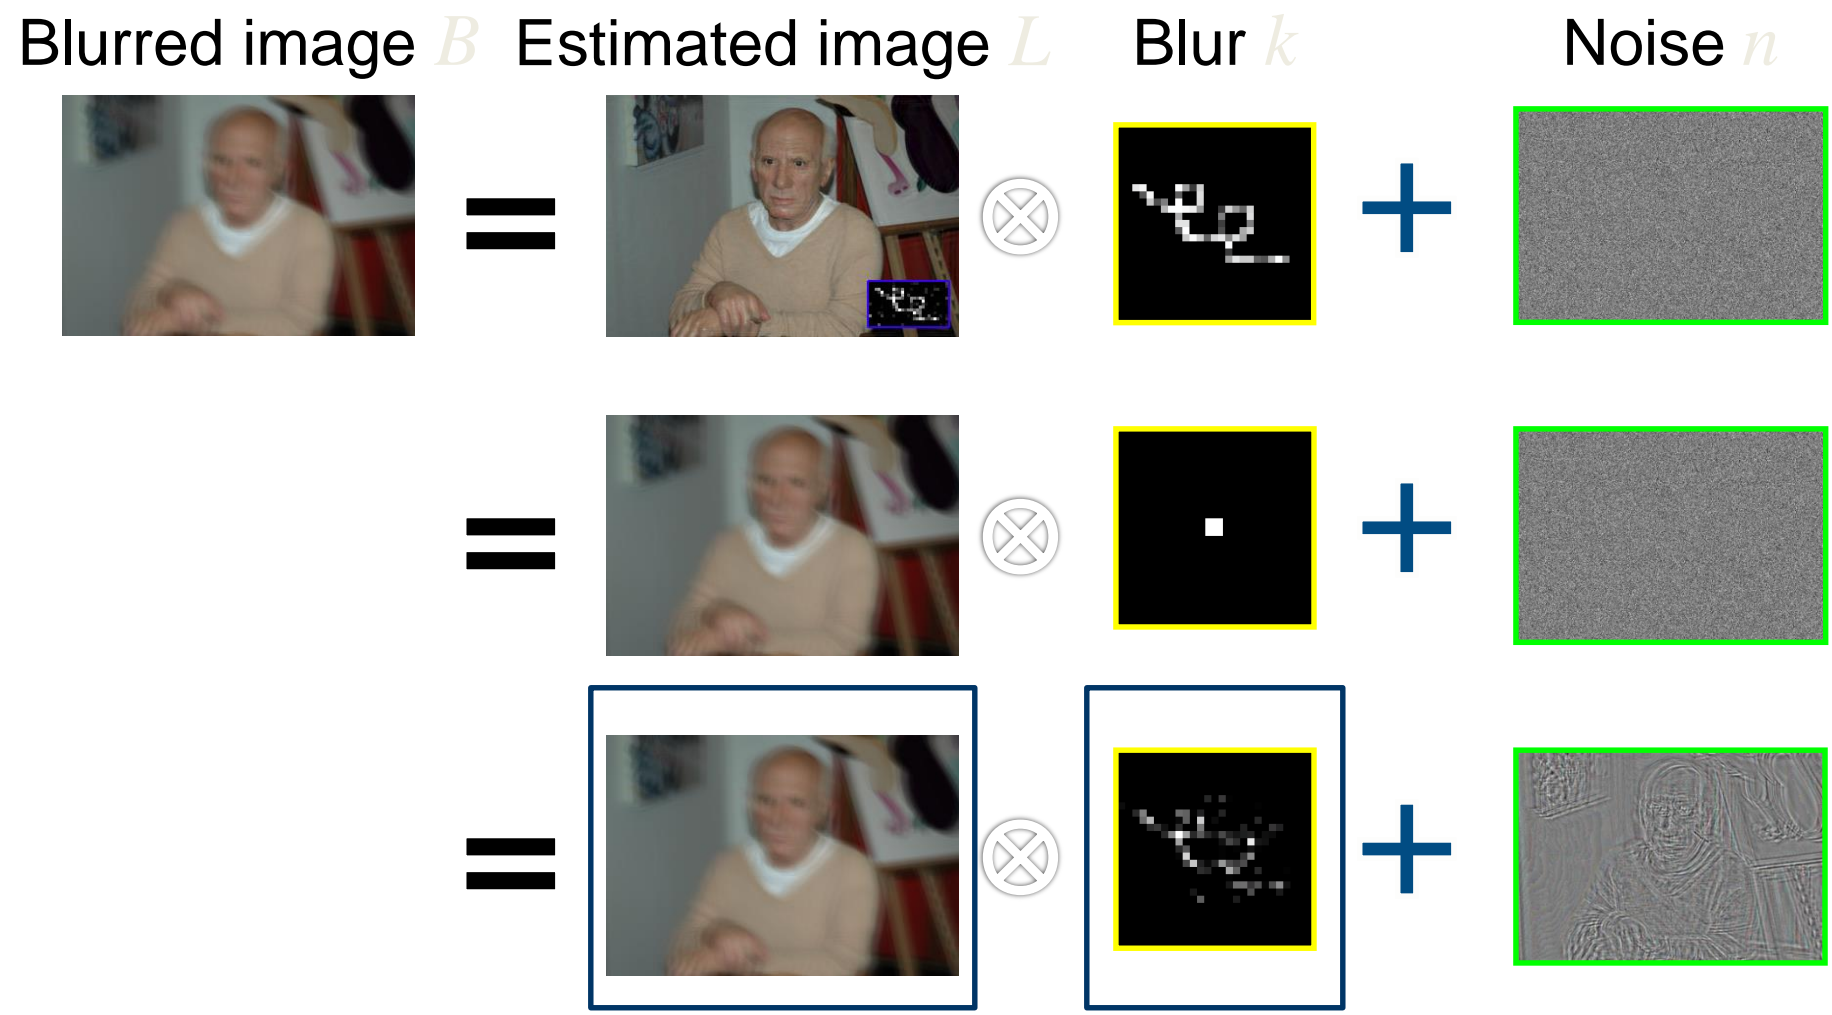 Blurred image B Estimated image L Blur k Noise n
= ⊗ +
= ⊗ +
= ⊗ +